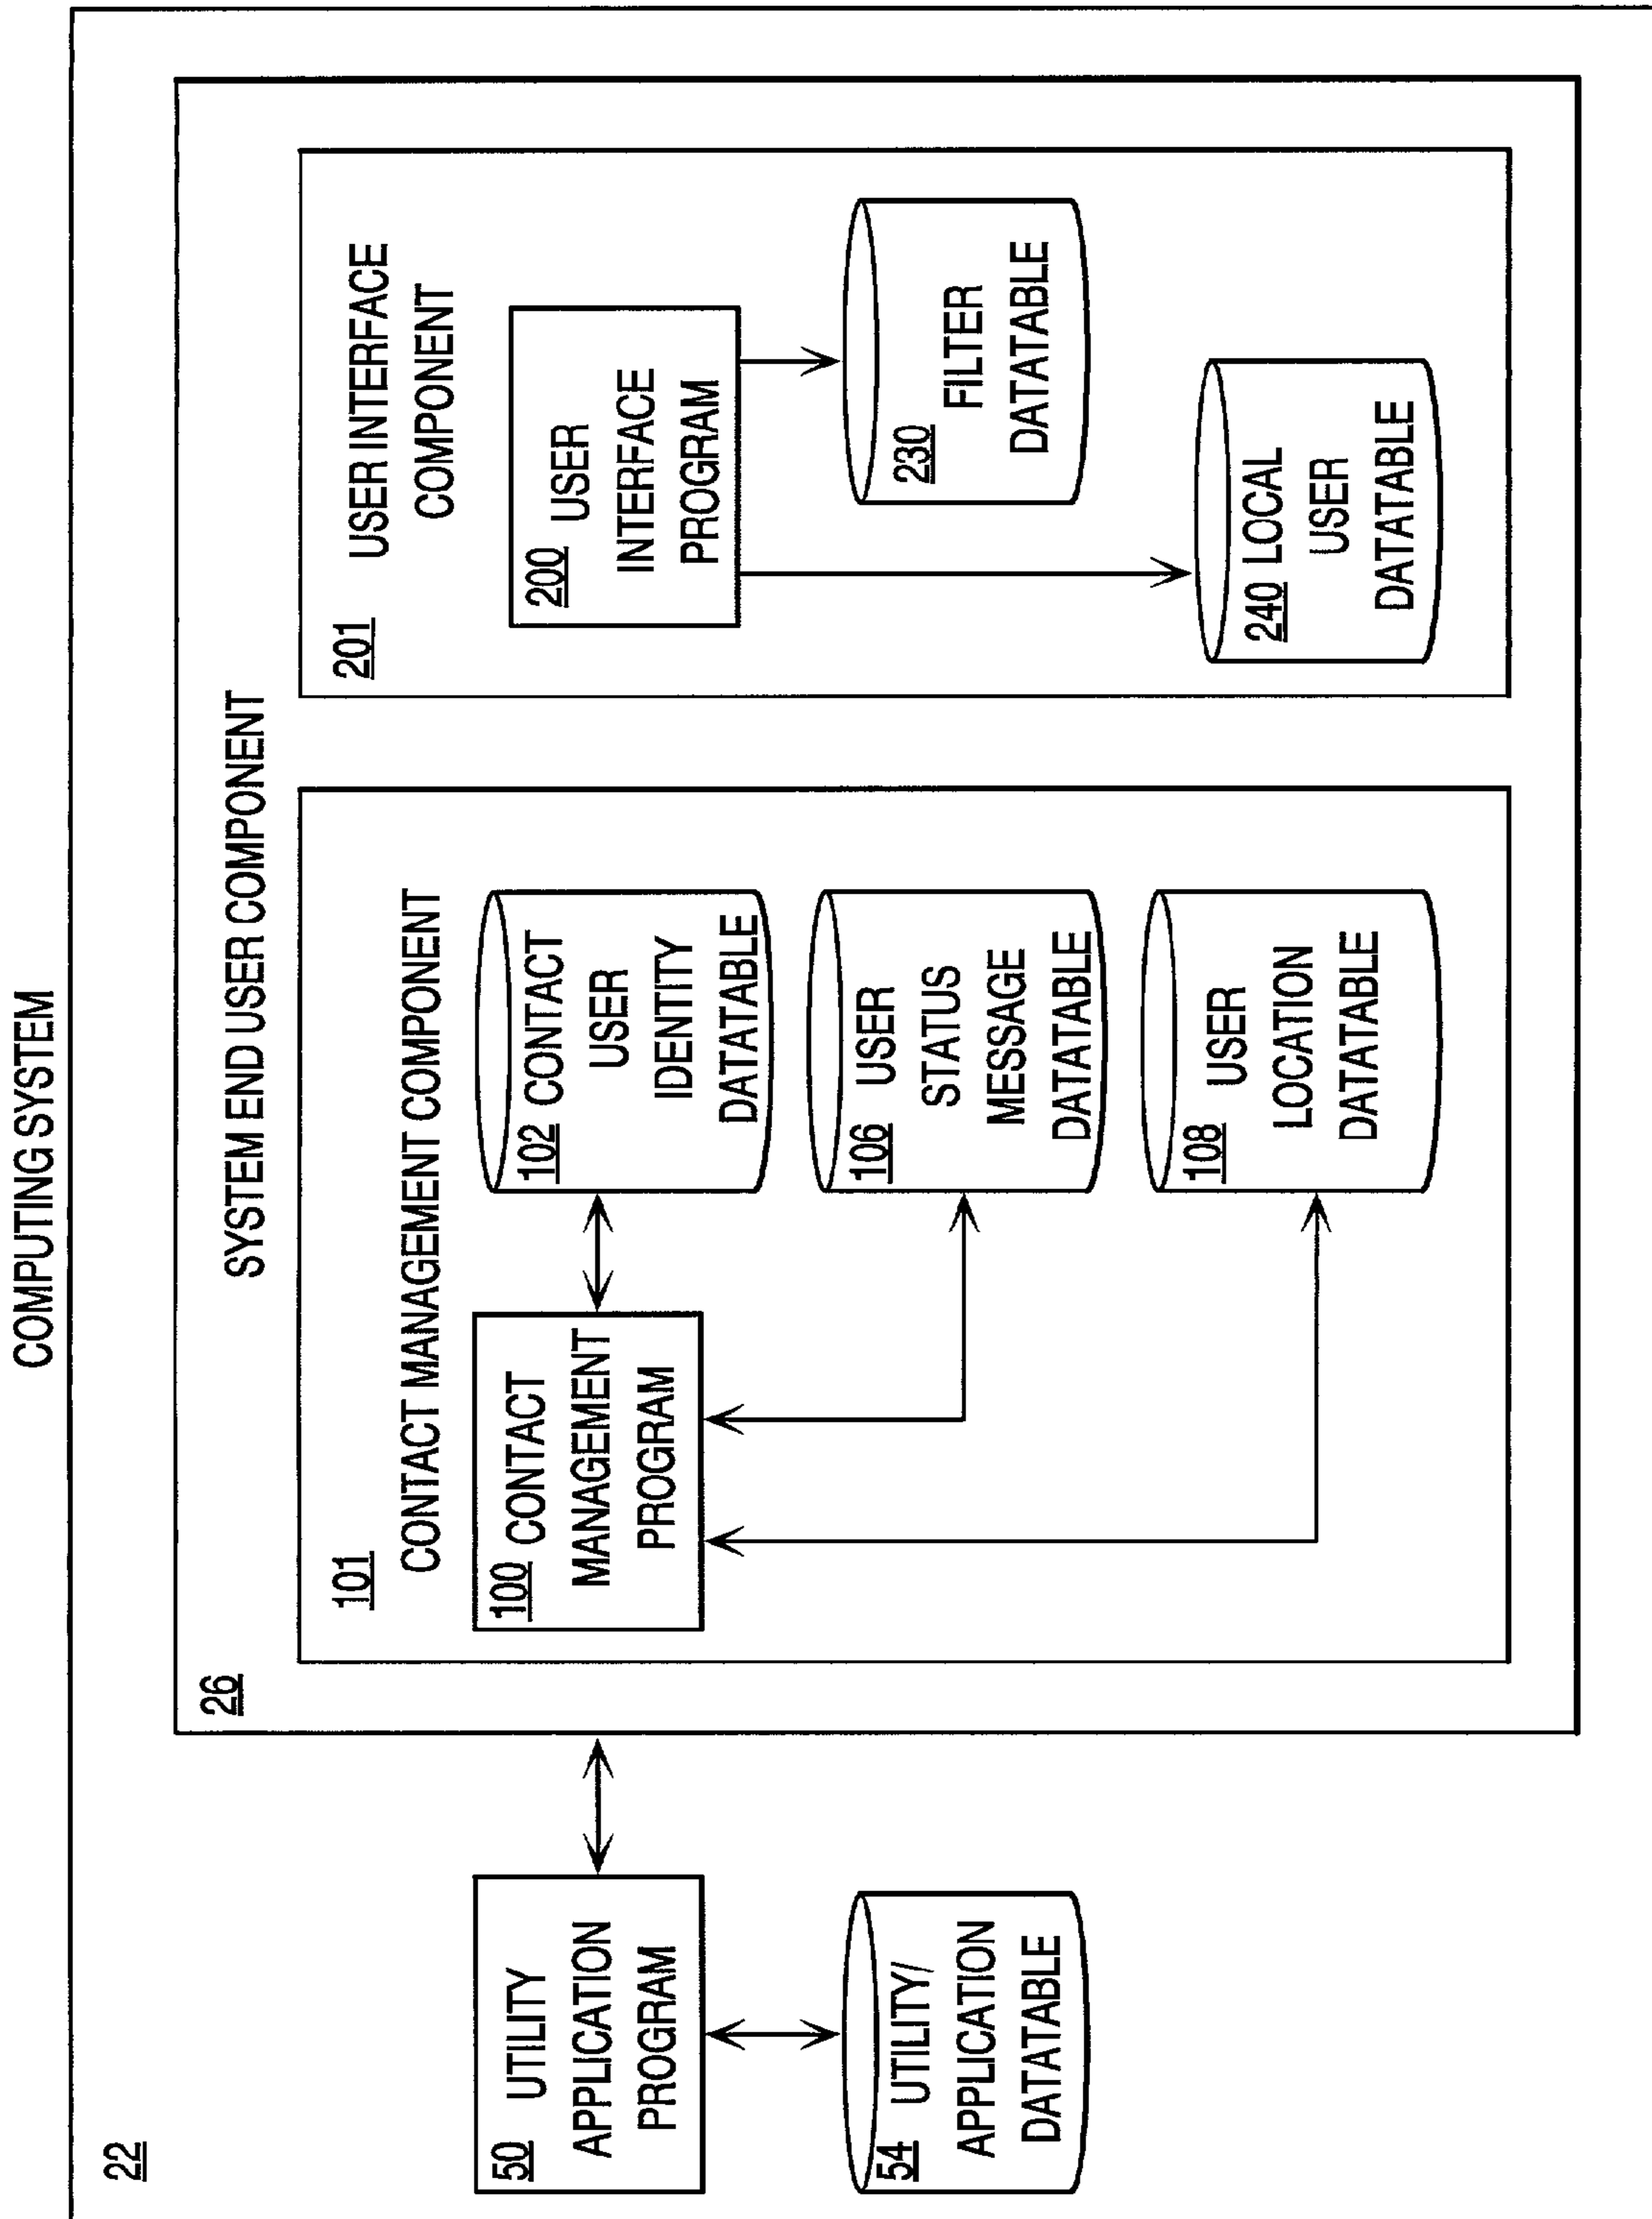 COMPUTING SYSTEM
22
50 UTILITY
APPLICATION
PROGRAM
54 UTILITY/
APPLICATION
DATATABLE
26
SYSTEM END USER COMPONENT
101
CONTACT MANAGEMENT COMPONENT
100 CONTACT
MANAGEMENT
PROGRAM
102 CONTACT
USER
IDENTITY
DATATABLE
106 USER
STATUS
MESSAGE
DATATABLE
108 USER
LOCATION
DATATABLE
201 USER INTERFACE
COMPONENT
200 USER
INTERFACE
PROGRAM
230 FILTER
DATATABLE
240 LOCAL
USER
DATATABLE